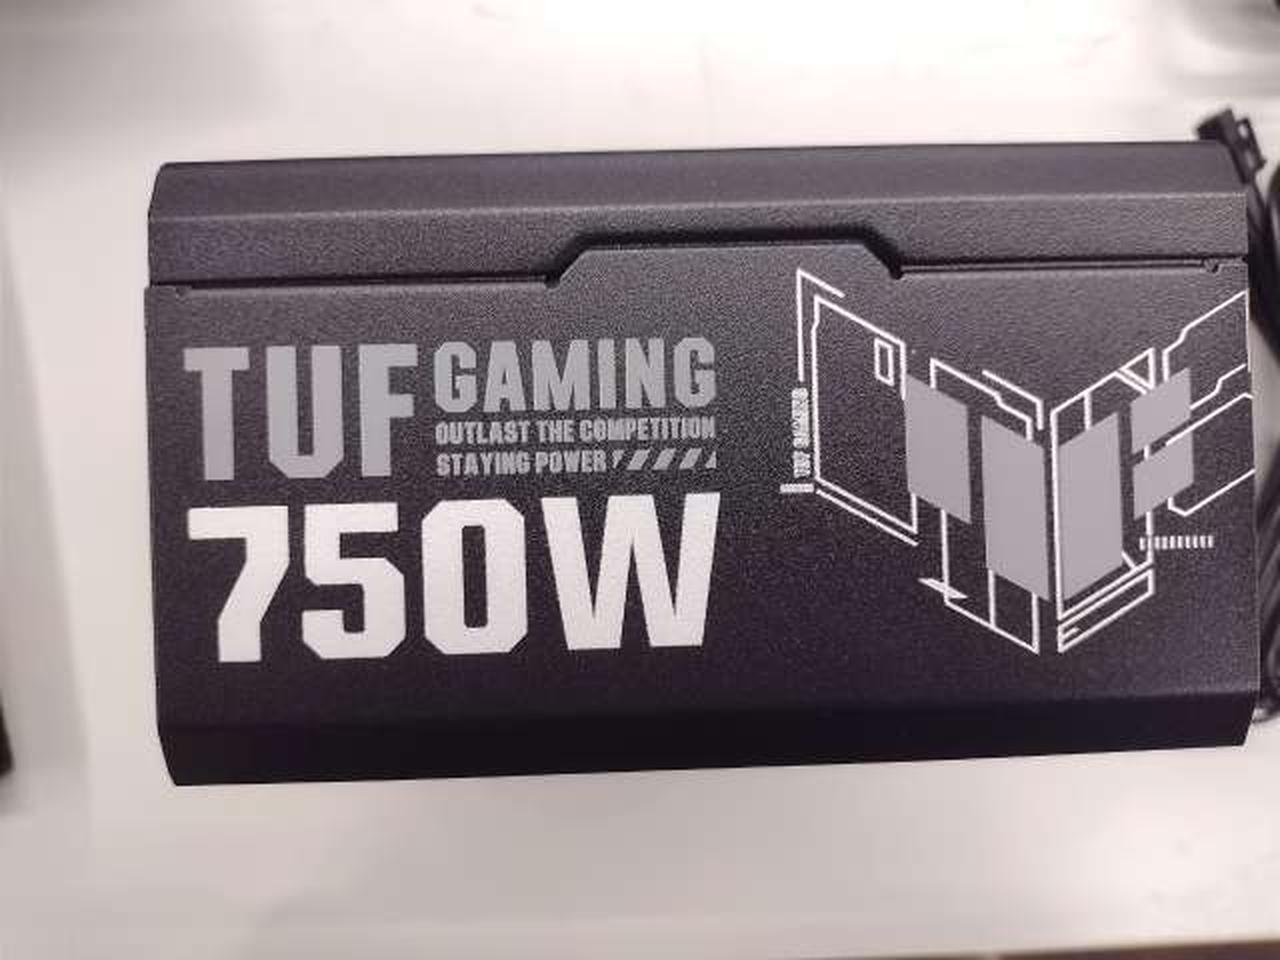 TUF GAMING
OUTLAST THE COMPETITION
STAYING POWER
750W